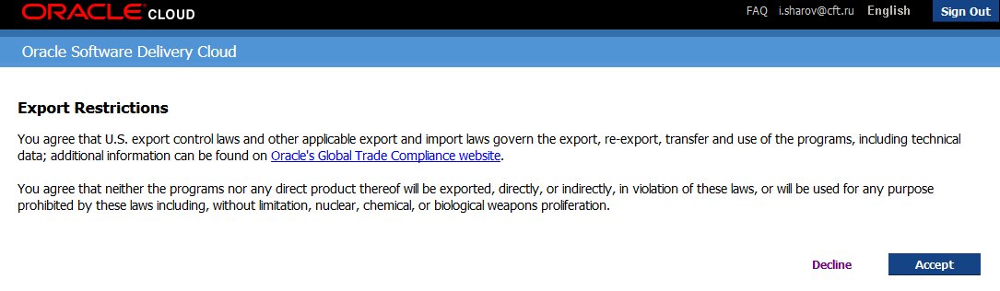 ORACLE CLOUD FAQ i.sharov@cft.ru English Sign Out
Oracle Software Delivery Cloud
Export Restrictions
You agree that U.S. export control laws and other applicable export and import laws govern the export, re-export, transfer and use of the programs, including technical
data; additional information can be found on Oracle's Global Trade Compliance website.
You agree that neither the programs nor any direct product thereof will be exported, directly, or indirectly, in violation of these laws, or will be used for any purpose
prohibited by these laws including, without limitation, nuclear, chemical, or biological weapons proliferation.
Decline Accept